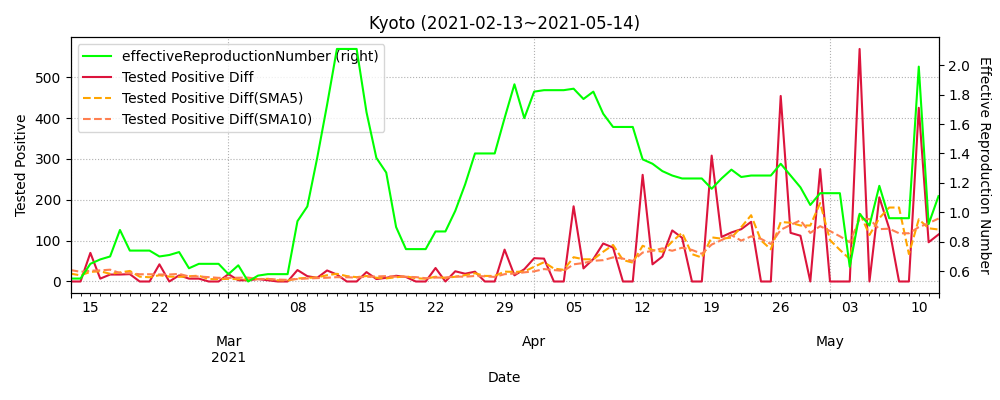 Kyoto (2021-02-13~2021-05-14)
effectiveReproductionNumber (right)
Tested Positive Diff
Tested Positive Diff(SMA5)
Tested Positive Diff(SMA10)
Tested Positive
500
400
300
200
100
0
Effective Reproduction Number
2.0
1.8
1.6
1.4
1.2
1.0
0.8
0.6
15 22 08 15 22 29 05 12 19 26 03 10
Mar Apr May
2021
Date